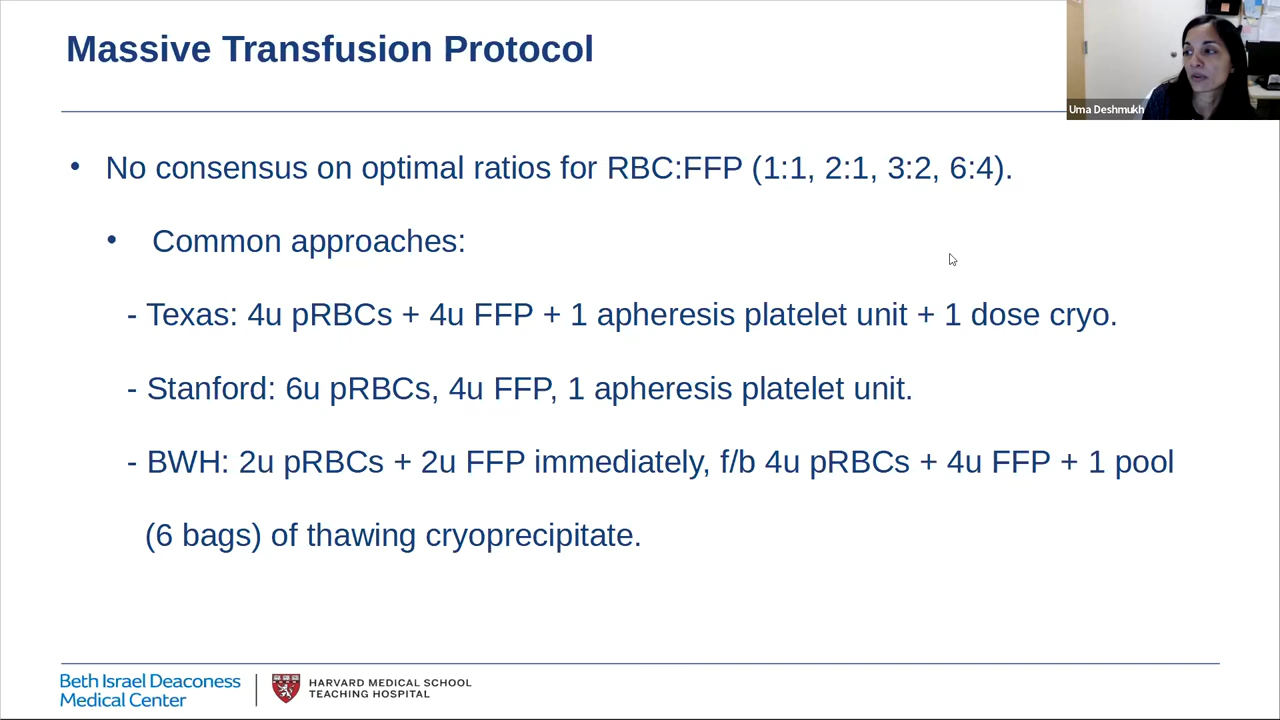 Massive Transfusion Protocol
Uma Deshmukh
• No consensus on optimal ratios for RBC:FFP (1:1, 2:1, 3:2, 6:4).
• Common approaches:
- Texas: 4u pRBCs + 4u FFP + 1 apheresis platelet unit + 1 dose cryo.
- Stanford: 6u pRBCs, 4u FFP, 1 apheresis platelet unit.
- BWH: 2u pRBCs + 2u FFP immediately, f/b 4u pRBCs + 4u FFP + 1 pool
(6 bags) of thawing cryoprecipitate.
Beth Israel Deaconess
Medical Center
HARVARD MEDICAL SCHOOL
TEACHING HOSPITAL